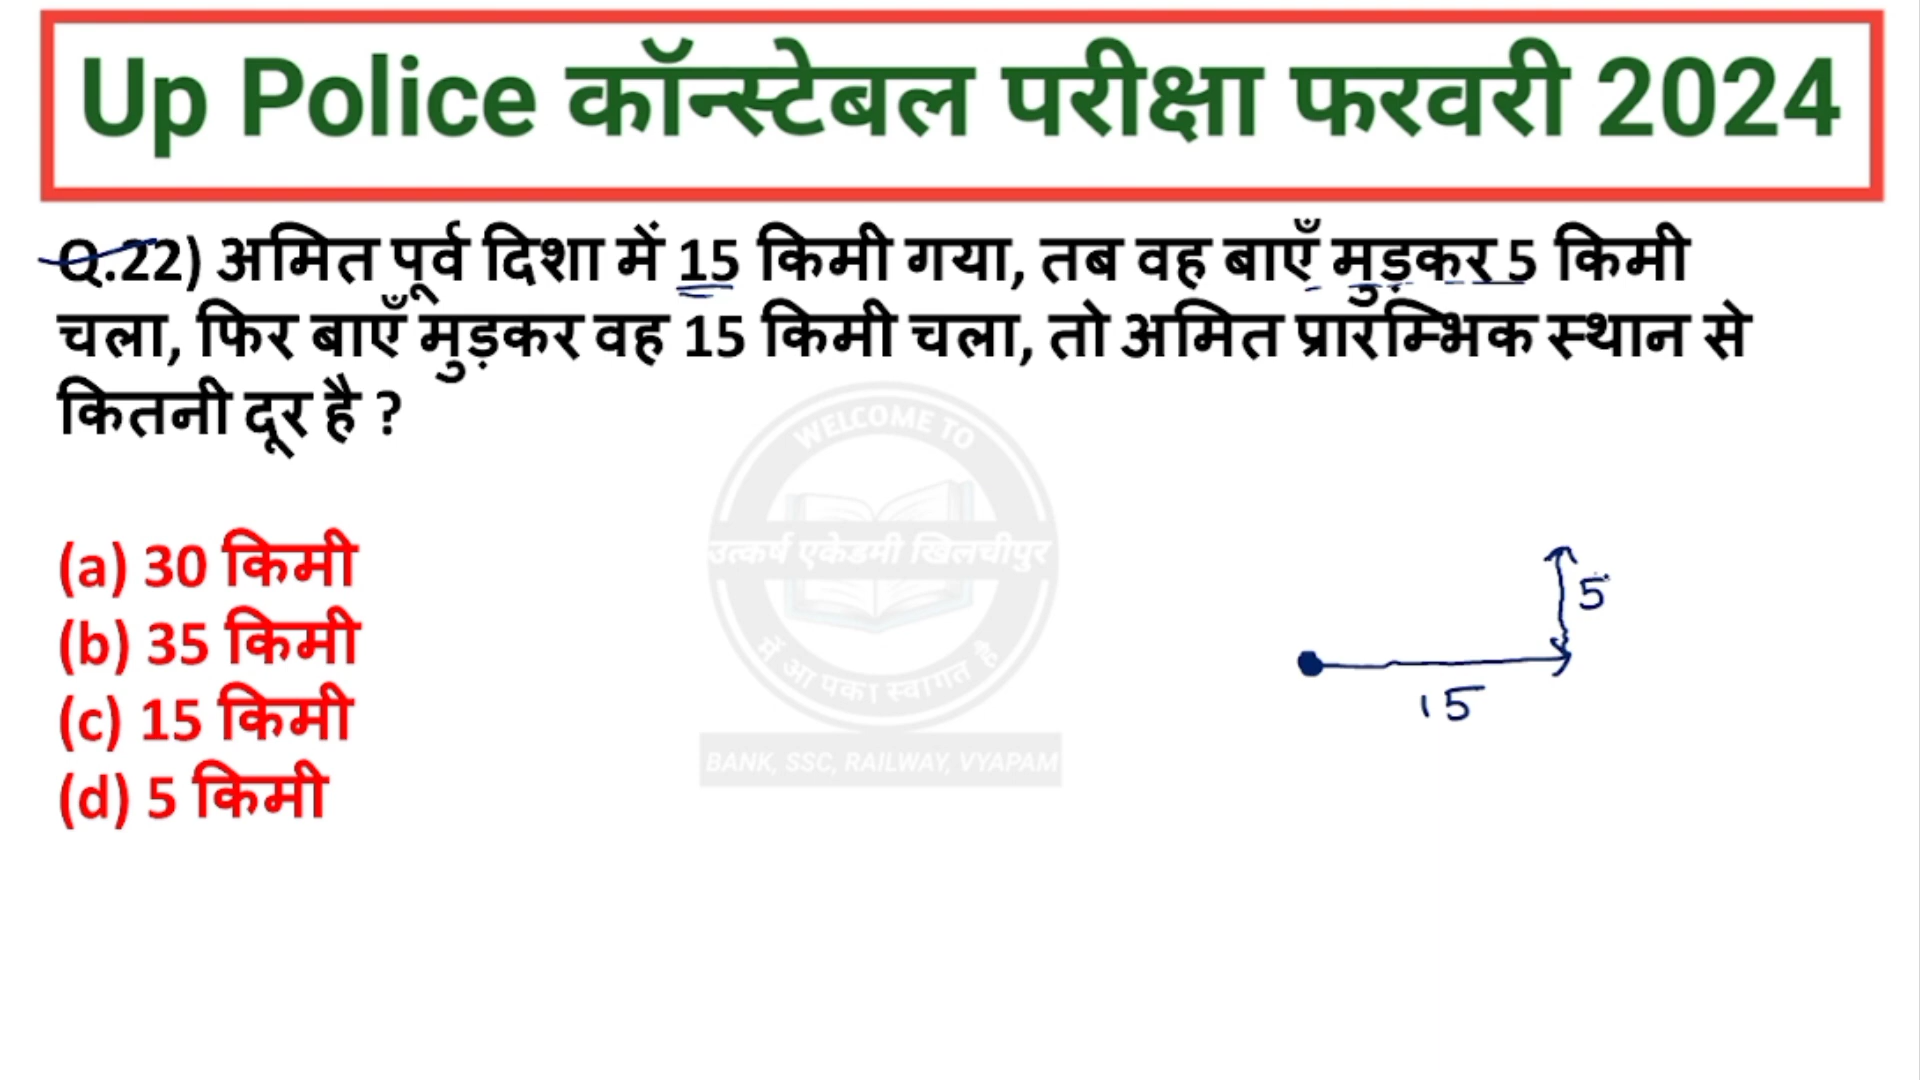 Up Police कॉन्स्टेबल परीक्षा फरवरी 2024
Q.22) अमित पूर्व दिशा में 15 किमी गया, तब वह बाएँ मुड़कर 5 किमी
चला, फिर बाएँ मुड़कर वह 15 किमी चला, तो अमित प्रारम्भिक स्थान से
कितनी दूर है ?
WELCOME TO
उत्कर्ष एकेडमी खिलचीपुर
में आपका स्वागत है
BANK, SSC, RAILWAY, VYAPAM
(a) 30 किमी
(b) 35 किमी
(c) 15 किमी
(d) 5 किमी
5
15